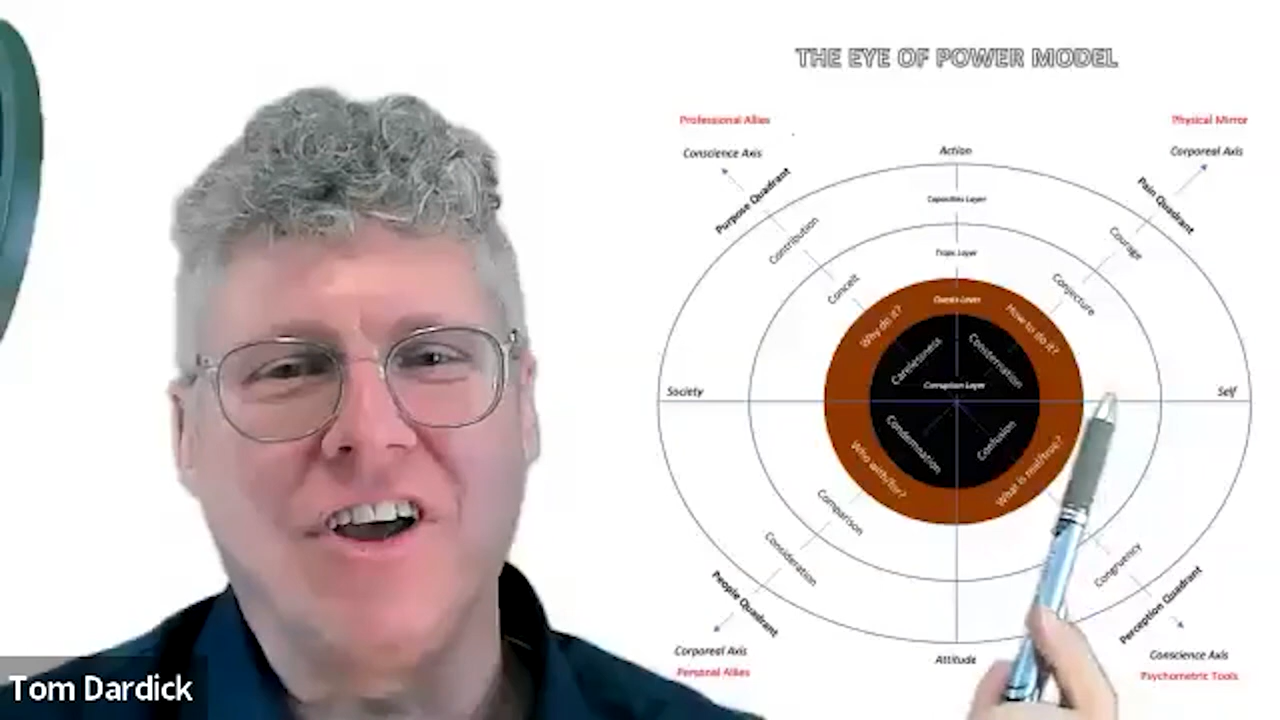 THE EYE OF POWER MODEL
Professional Allies
Physical Mirror
Conscience Axis
Action
Corporeal Axis
Purpose Quadrant
Pain Quadrant
Capacities Layer
Contribution
Courage
Traps Layer
Conceit
Conjecture
Quests Layer
Why do it?
How to do it?
Carelessness
Consternation
Corruption Layer
Society
Self
Condemnation
Confusion
Who with/for?
What is real/true?
Comparison
Consideration
Congruency
People Quadrant
Perception Quadrant
Corporeal Axis
Attitude
Conscience Axis
Personal Allies
Psychometric Tools
Tom Dardick